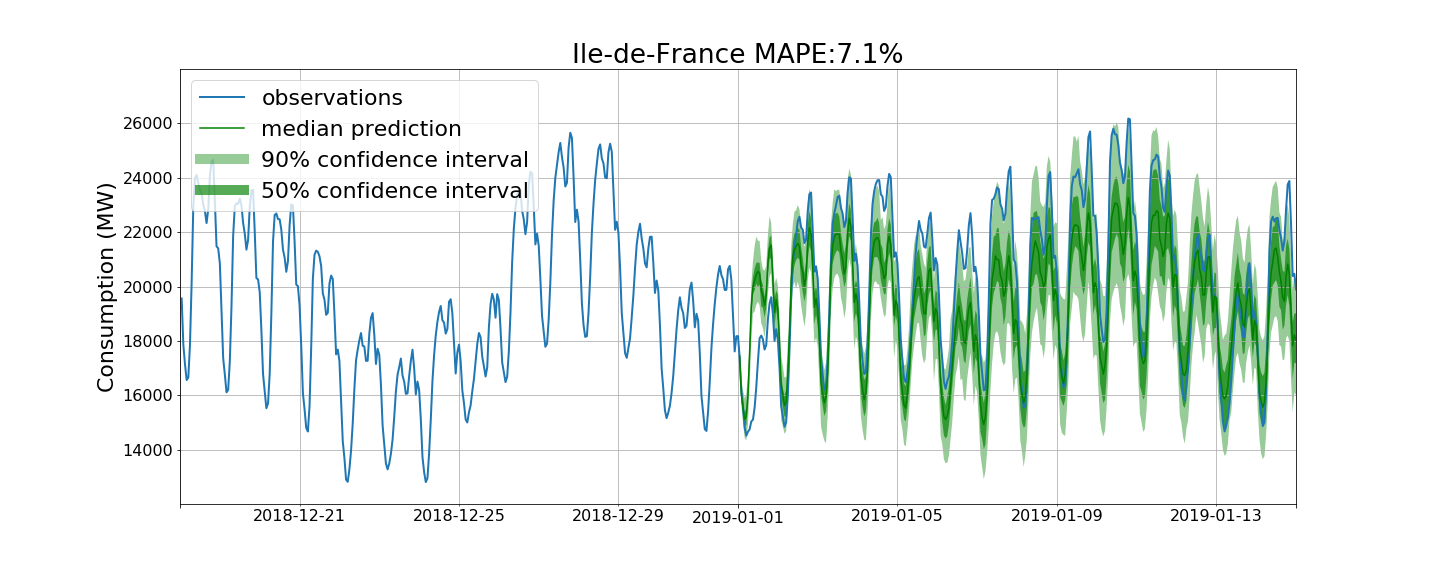 Ile-de-France MAPE:7.1%
observations
median prediction
90% confidence interval
50% confidence interval
Consumption (MW)
26000
24000
22000
20000
18000
16000
14000
2018-12-21 2018-12-25 2018-12-29 2019-01-01 2019-01-05 2019-01-09 2019-01-13